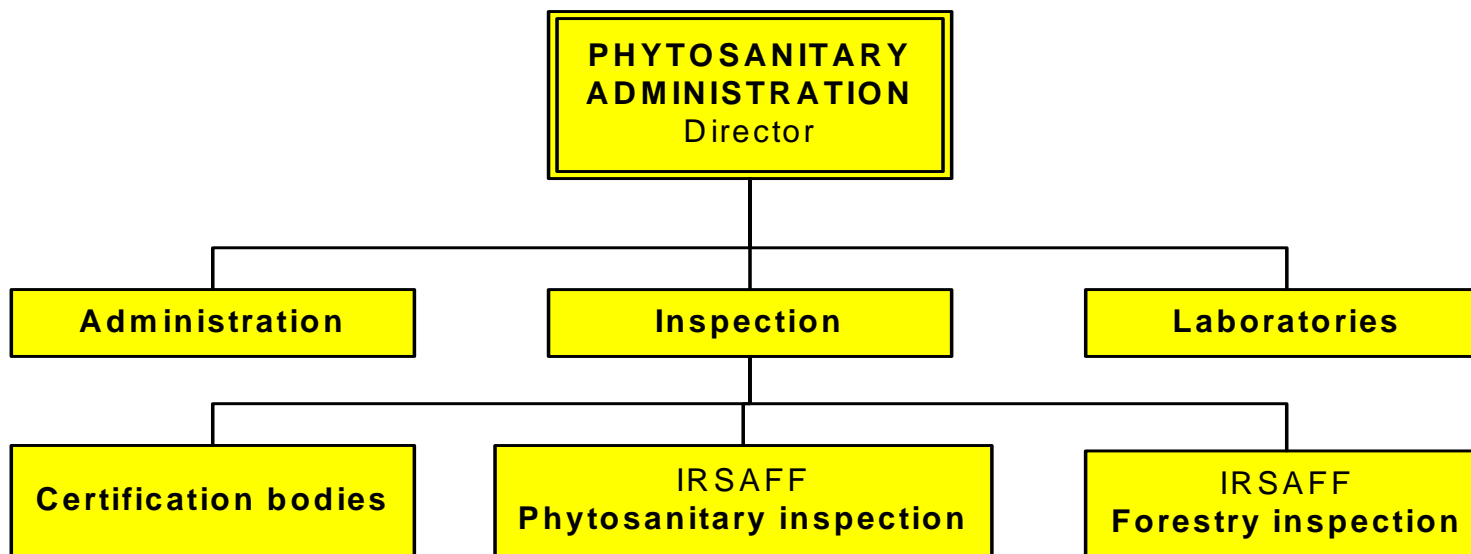 PHYTOSANITARY
ADMINISTRATION
Director
Administration
Inspection
Laboratories
Certification bodies
IRSAFF
Phytosanitary inspection
IRSAFF
Forestry inspection